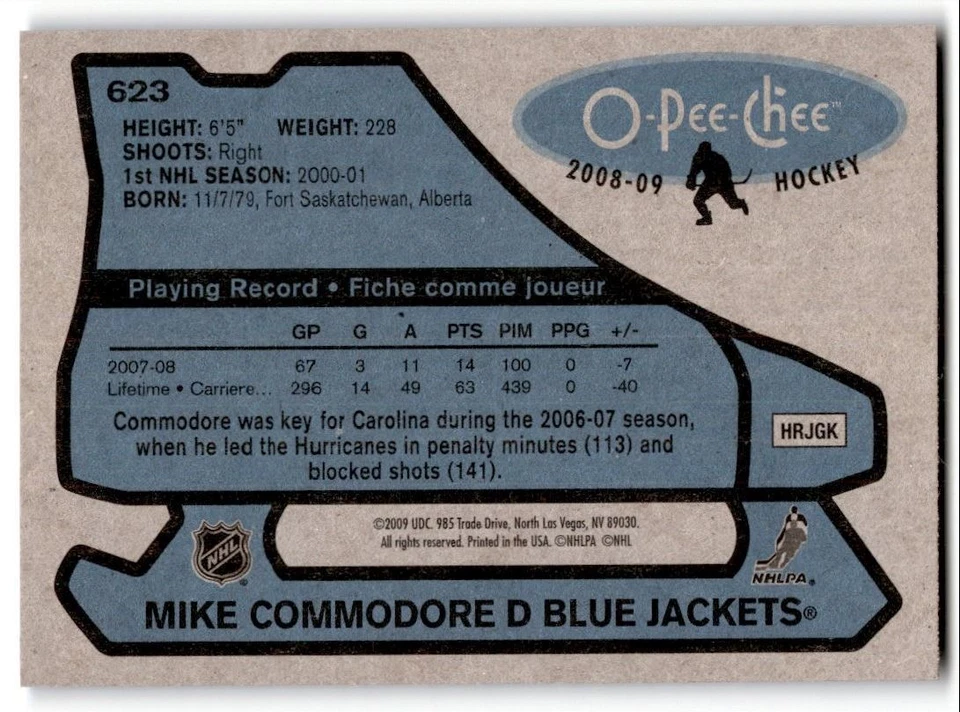 623
HEIGHT: 6'5" WEIGHT: 228
SHOOTS: Right
1st NHL SEASON: 2000-01
BORN: 11/7/79, Fort Saskatchewan, Alberta
O-Pee-Chee™
2008-09 HOCKEY
Playing Record • Fiche comme joueur
GP G A PTS PIM PPG +/-
2007-08 67 3 11 14 100 0 -7
Lifetime • Carriere... 296 14 49 63 439 0 -40
Commodore was key for Carolina during the 2006-07 season,
when he led the Hurricanes in penalty minutes (113) and
blocked shots (141).
HRJGK
©2009 UDC. 985 Trade Drive, North Las Vegas, NV 89030.
All rights reserved. Printed in the USA. ©NHLPA ©NHL
NHL®
NHLPA®
MIKE COMMODORE D BLUE JACKETS®